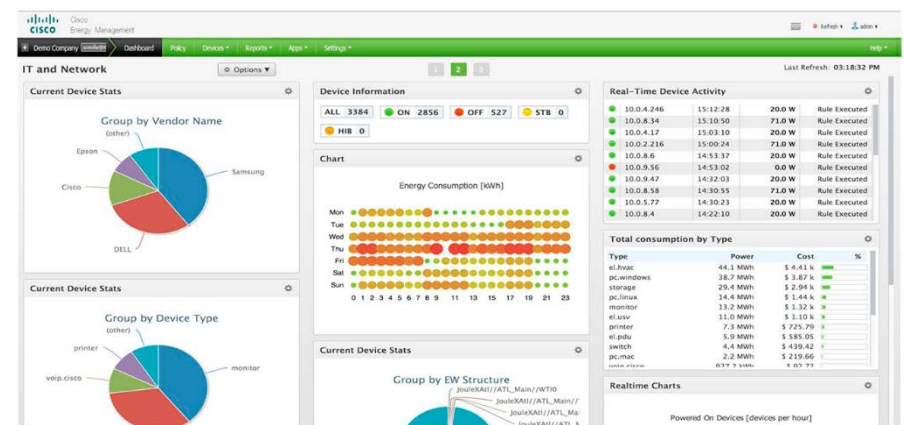 Cisco
CISCO Energy Management
Refresh admin
Demo Company Dashboard Policy Devices Reports Apps Settings Help
IT and Network Options 1 2 3 Last Refresh: 03:18:32 PM
Current Device Stats
Group by Vendor Name
(other)
Epson
Samsung
Cisco
DELL
Current Device Stats
Group by Device Type
(other)
printer
monitor
voip.cisco
Device Information
ALL 3384 ON 2856 OFF 527 STB 0
HIB 0
Chart
Energy Consumption [kWh]
Mon
Tue
Wed
Thu
Fri
Sat
Sun
0 1 2 3 4 5 6 7 8 9 11 13 15 17 19 21 23
Current Device Stats
Group by EW Structure
JouleXAtl//ATL_Main//WTI0
JouleXAtl//ATL_Main//
JouleXAtl//ATL_Ma
Real-Time Device Activity
10.0.4.246 15:12:28 20.0 W Rule Executed
10.0.8.34 15:10:50 71.0 W Rule Executed
10.0.4.17 15:03:10 20.0 W Rule Executed
10.0.2.216 15:00:24 71.0 W Rule Executed
10.0.8.6 14:53:37 20.0 W Rule Executed
10.0.9.56 14:53:02 0.0 W Rule Executed
10.0.9.47 14:32:03 20.0 W Rule Executed
10.0.8.58 14:30:55 71.0 W Rule Executed
10.0.5.77 14:30:23 20.0 W Rule Executed
10.0.8.4 14:22:10 20.0 W Rule Executed
Total consumption by Type
Type Power Cost %
el.hvac 44.1 MWh $ 4.41 k
pc.windows 38.7 MWh $ 3.87 k
storage 29.4 MWh $ 2.94 k
pc.linux 14.4 MWh $ 1.44 k
monitor 13.2 MWh $ 1.32 k
el.usv 11.0 MWh $ 1.10 k
printer 7.3 MWh $ 725.79
el.pdu 5.9 MWh $ 585.05
switch 4.4 MWh $ 439.42
pc.mac 2.2 MWh $ 219.66
Realtime Charts
Powered On Devices [devices per hour]